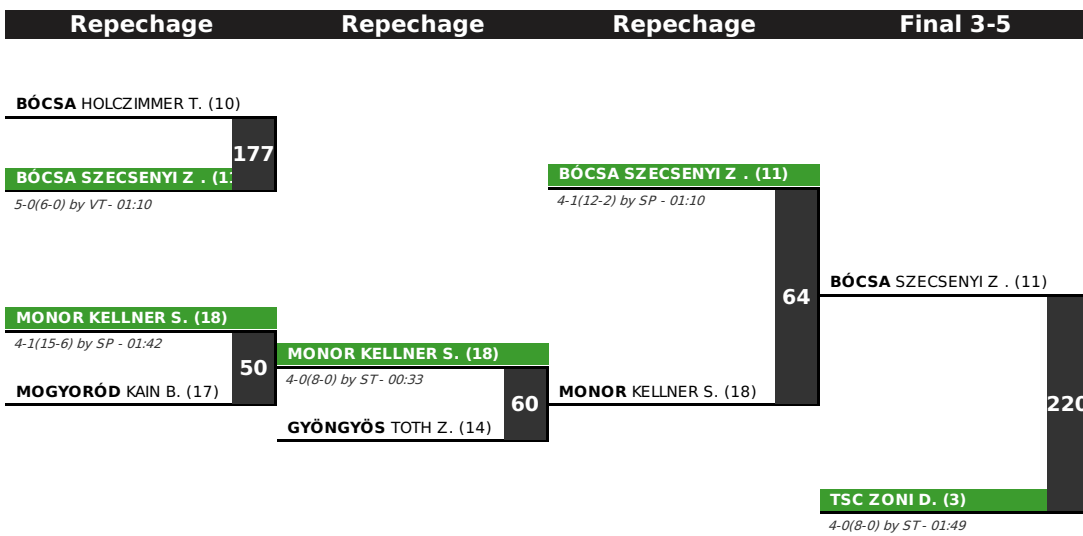 Repechage Repechage Repechage Final 3-5
BÓCSA HOLCZIMMER T. (10)
177
BÓCSA SZECSENYI Z . (1
5-0(6-0) by VT - 01:10
BÓCSA SZECSENYI Z . (11)
4-1(12-2) by SP - 01:10
BÓCSA SZECSENYI Z . (11)
64
MONOR KELLNER S. (18)
4-1(15-6) by SP - 01:42
MONOR KELLNER S. (18)
50
4-0(8-0) by ST - 00:33
MOGYORÓD KAIN B. (17)
MONOR KELLNER S. (18)
60
220
GYÖNGYÖS TOTH Z. (14)
TSC ZONI D. (3)
4-0(8-0) by ST - 01:49